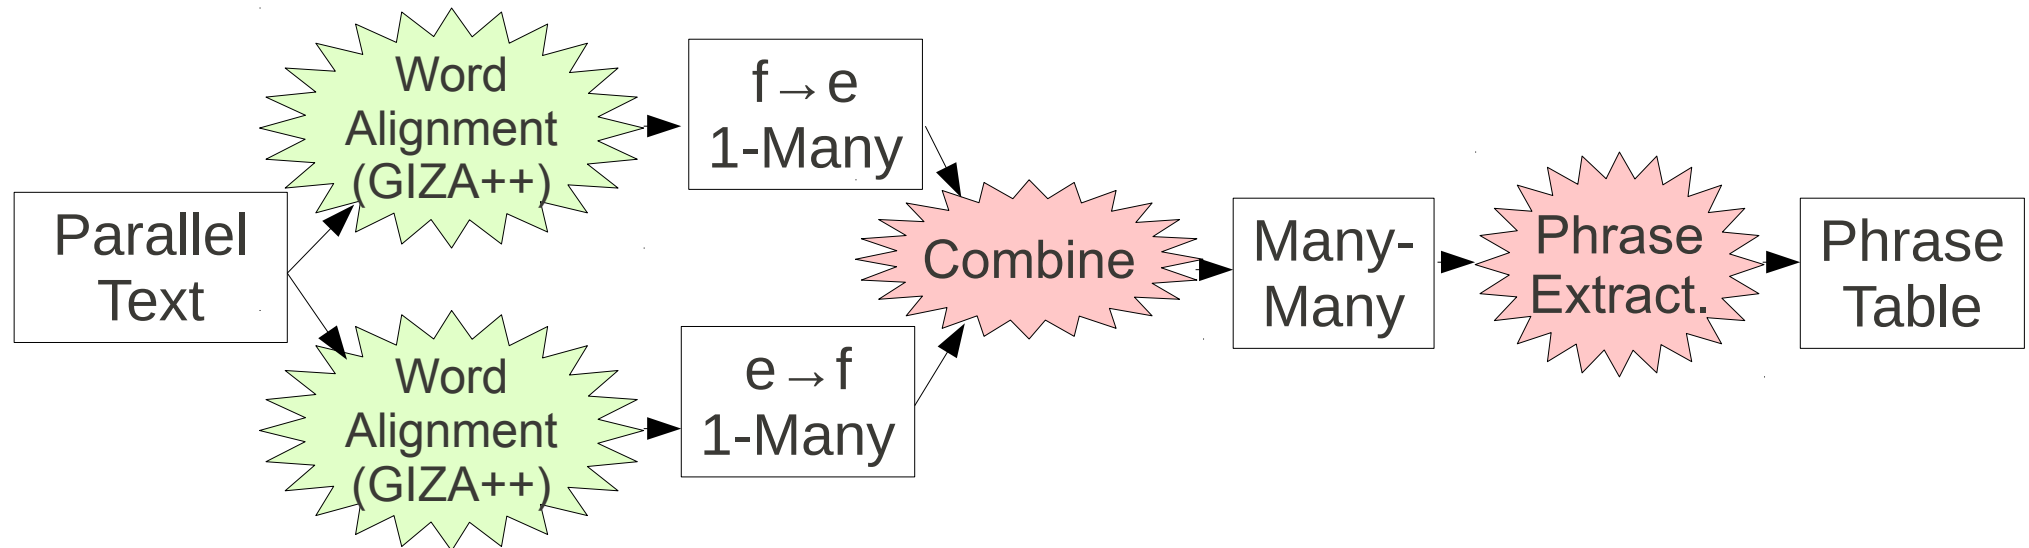 Parallel
Text
Word
Alignment
(GIZA++)
f→e
1-Many
Word
Alignment
(GIZA++)
e→f
1-Many
Combine
Many-
Many
Phrase
Extract.
Phrase
Table